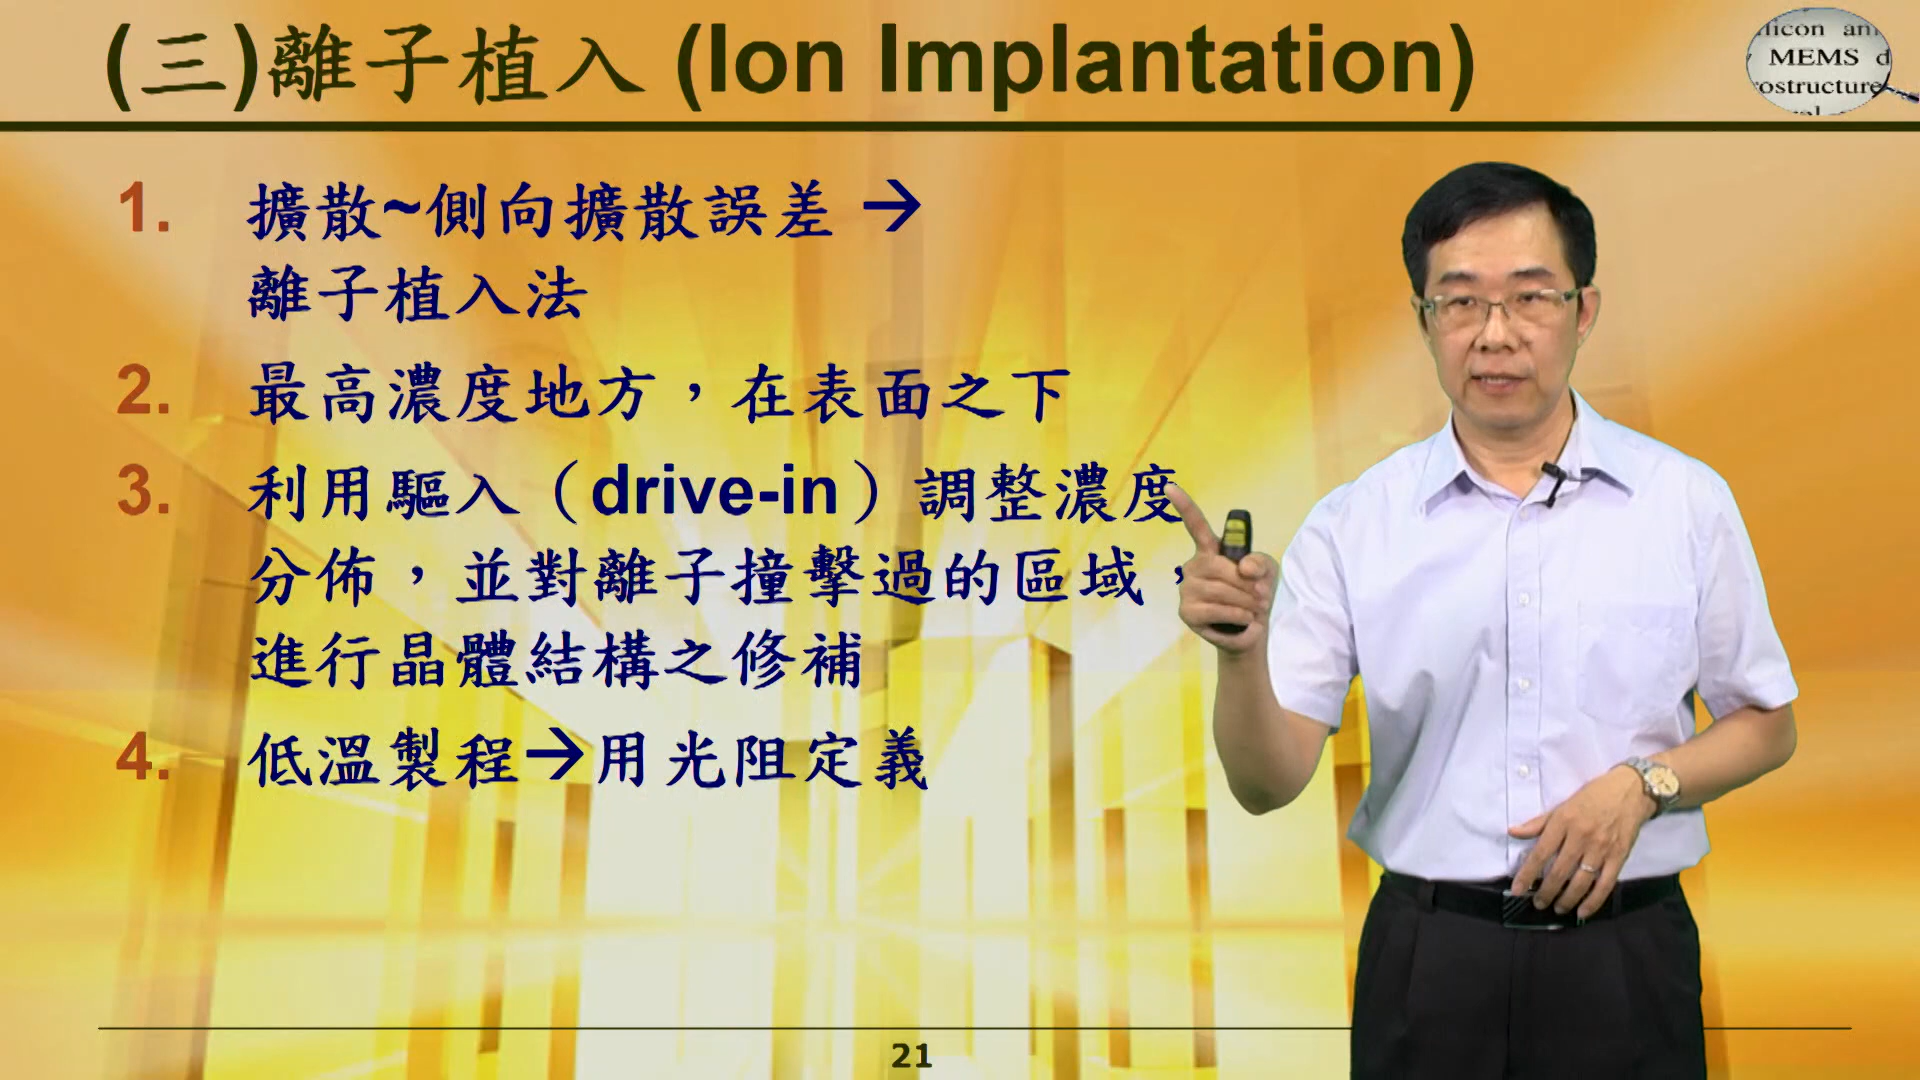 (三)離子植入 (Ion Implantation)
licon an
MEMS d
ostructure
1. 擴散~側向擴散誤差 →
離子植入法
2. 最高濃度地方，在表面之下
3. 利用驅入（drive-in）調整濃度
分佈，並對離子撞擊過的區域，
進行晶體結構之修補
4. 低溫製程→用光阻定義
21